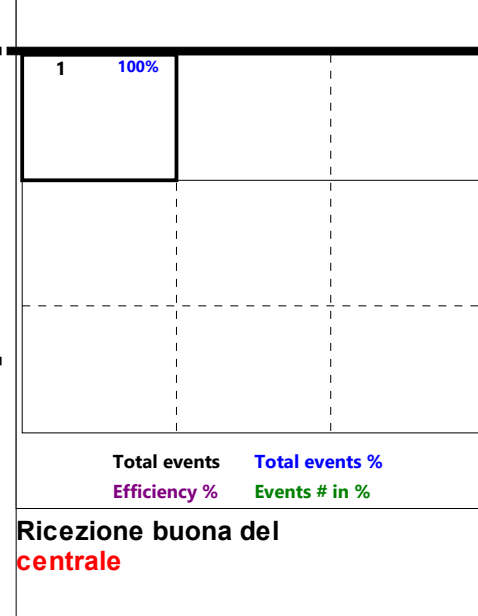 1 100%
Total events Total events %
Efficiency % Events # in %
Ricezione buona del
centrale